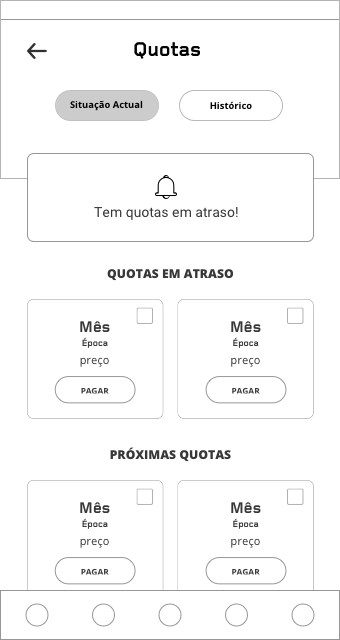 Quotas
Situação Actual
Histórico
Tem quotas em atraso!
QUOTAS EM ATRASO
Mês
Época
preço
PAGAR
Mês
Época
preço
PAGAR
PRÓXIMAS QUOTAS
Mês
Época
preço
PAGAR
Mês
Época
preço
PAGAR